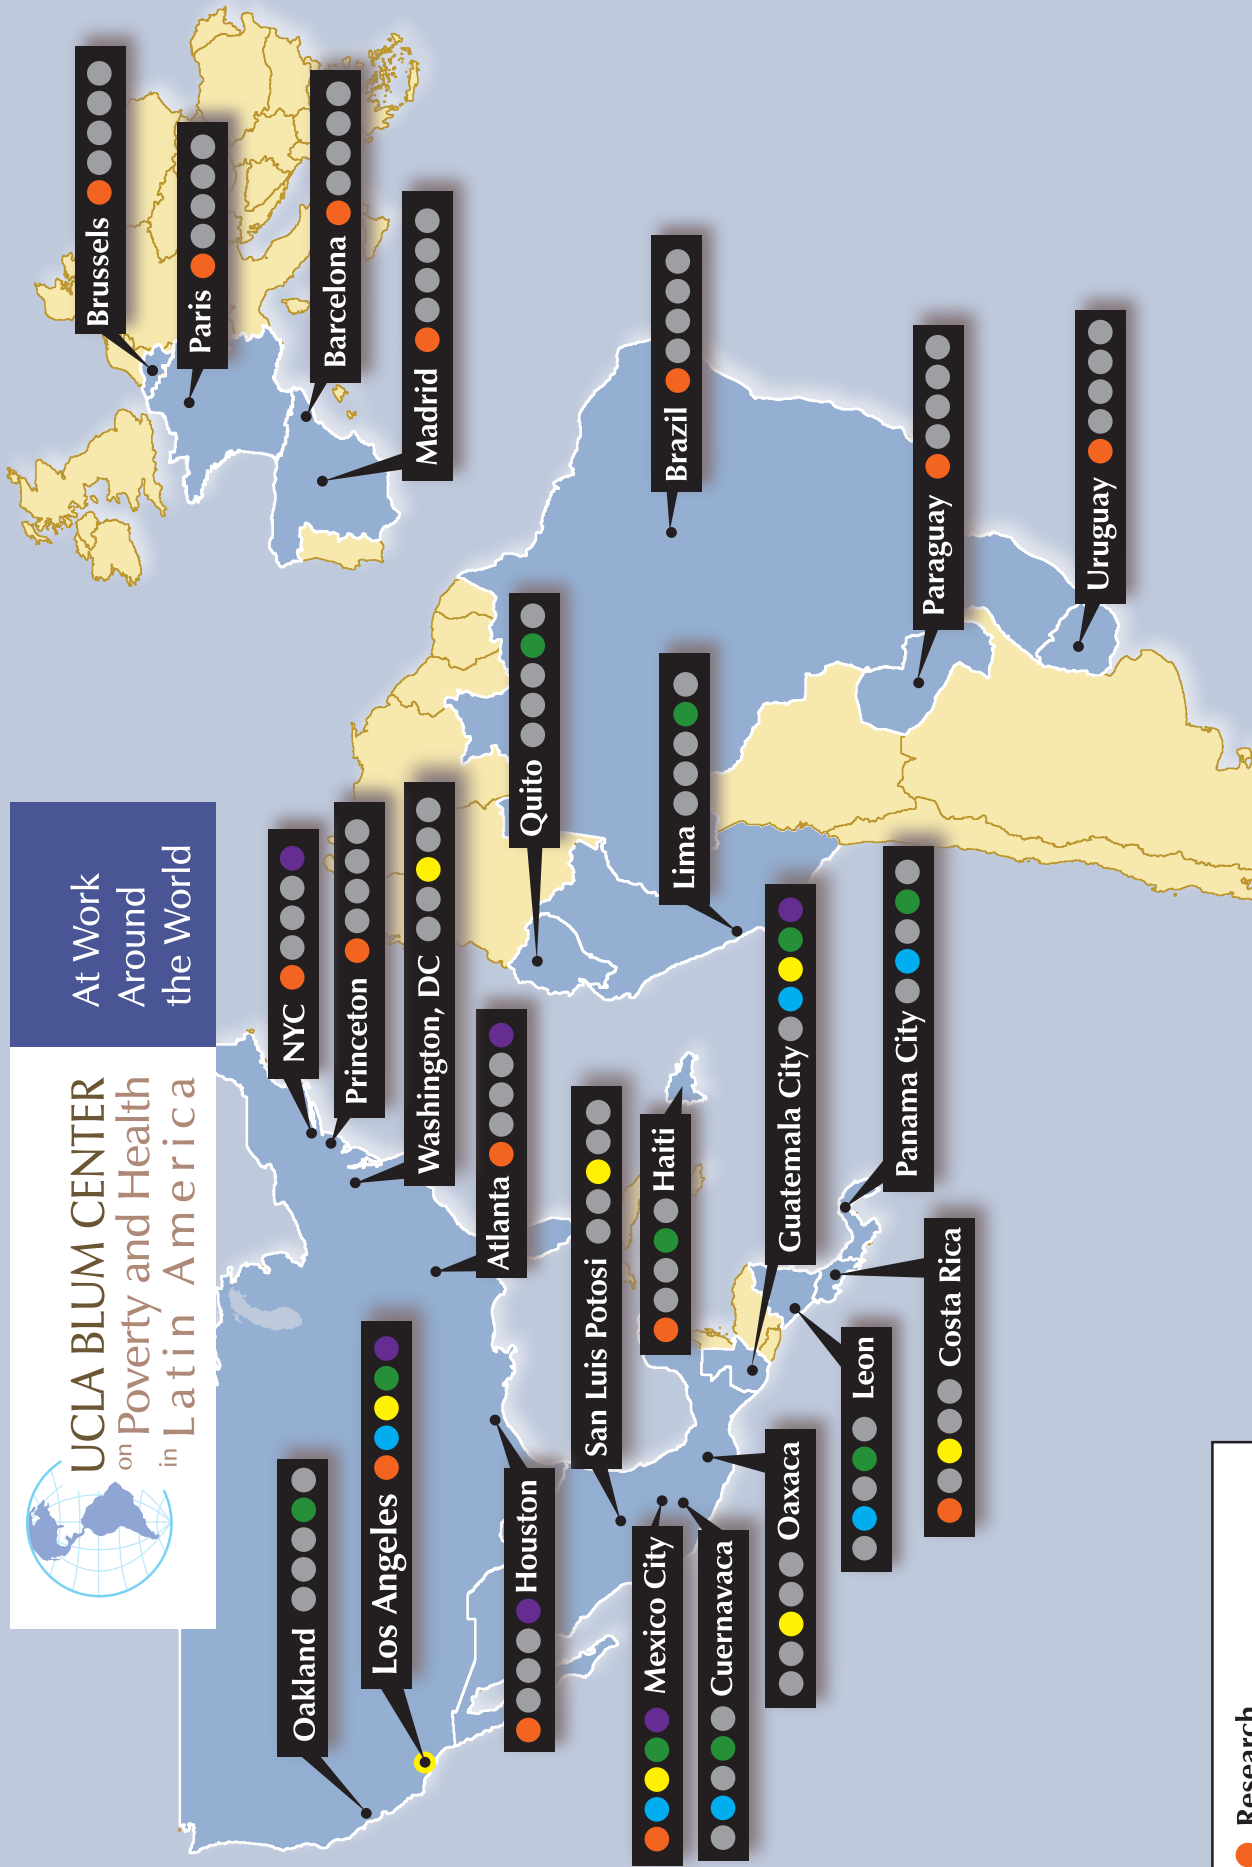 UCLA BLUM CENTER
on Poverty and Health
in Latin America
At Work
Around
the World
Brussels
Paris
Barcelona
Madrid
NYC
Princeton
Washington, DC
Atlanta
Oakland
Los Angeles
Houston
San Luis Potosi
Haiti
Mexico City
Cuernavaca
Oaxaca
Guatemala City
Leon
Costa Rica
Panama City
Quito
Lima
Brazil
Paraguay
Uruguay
Research